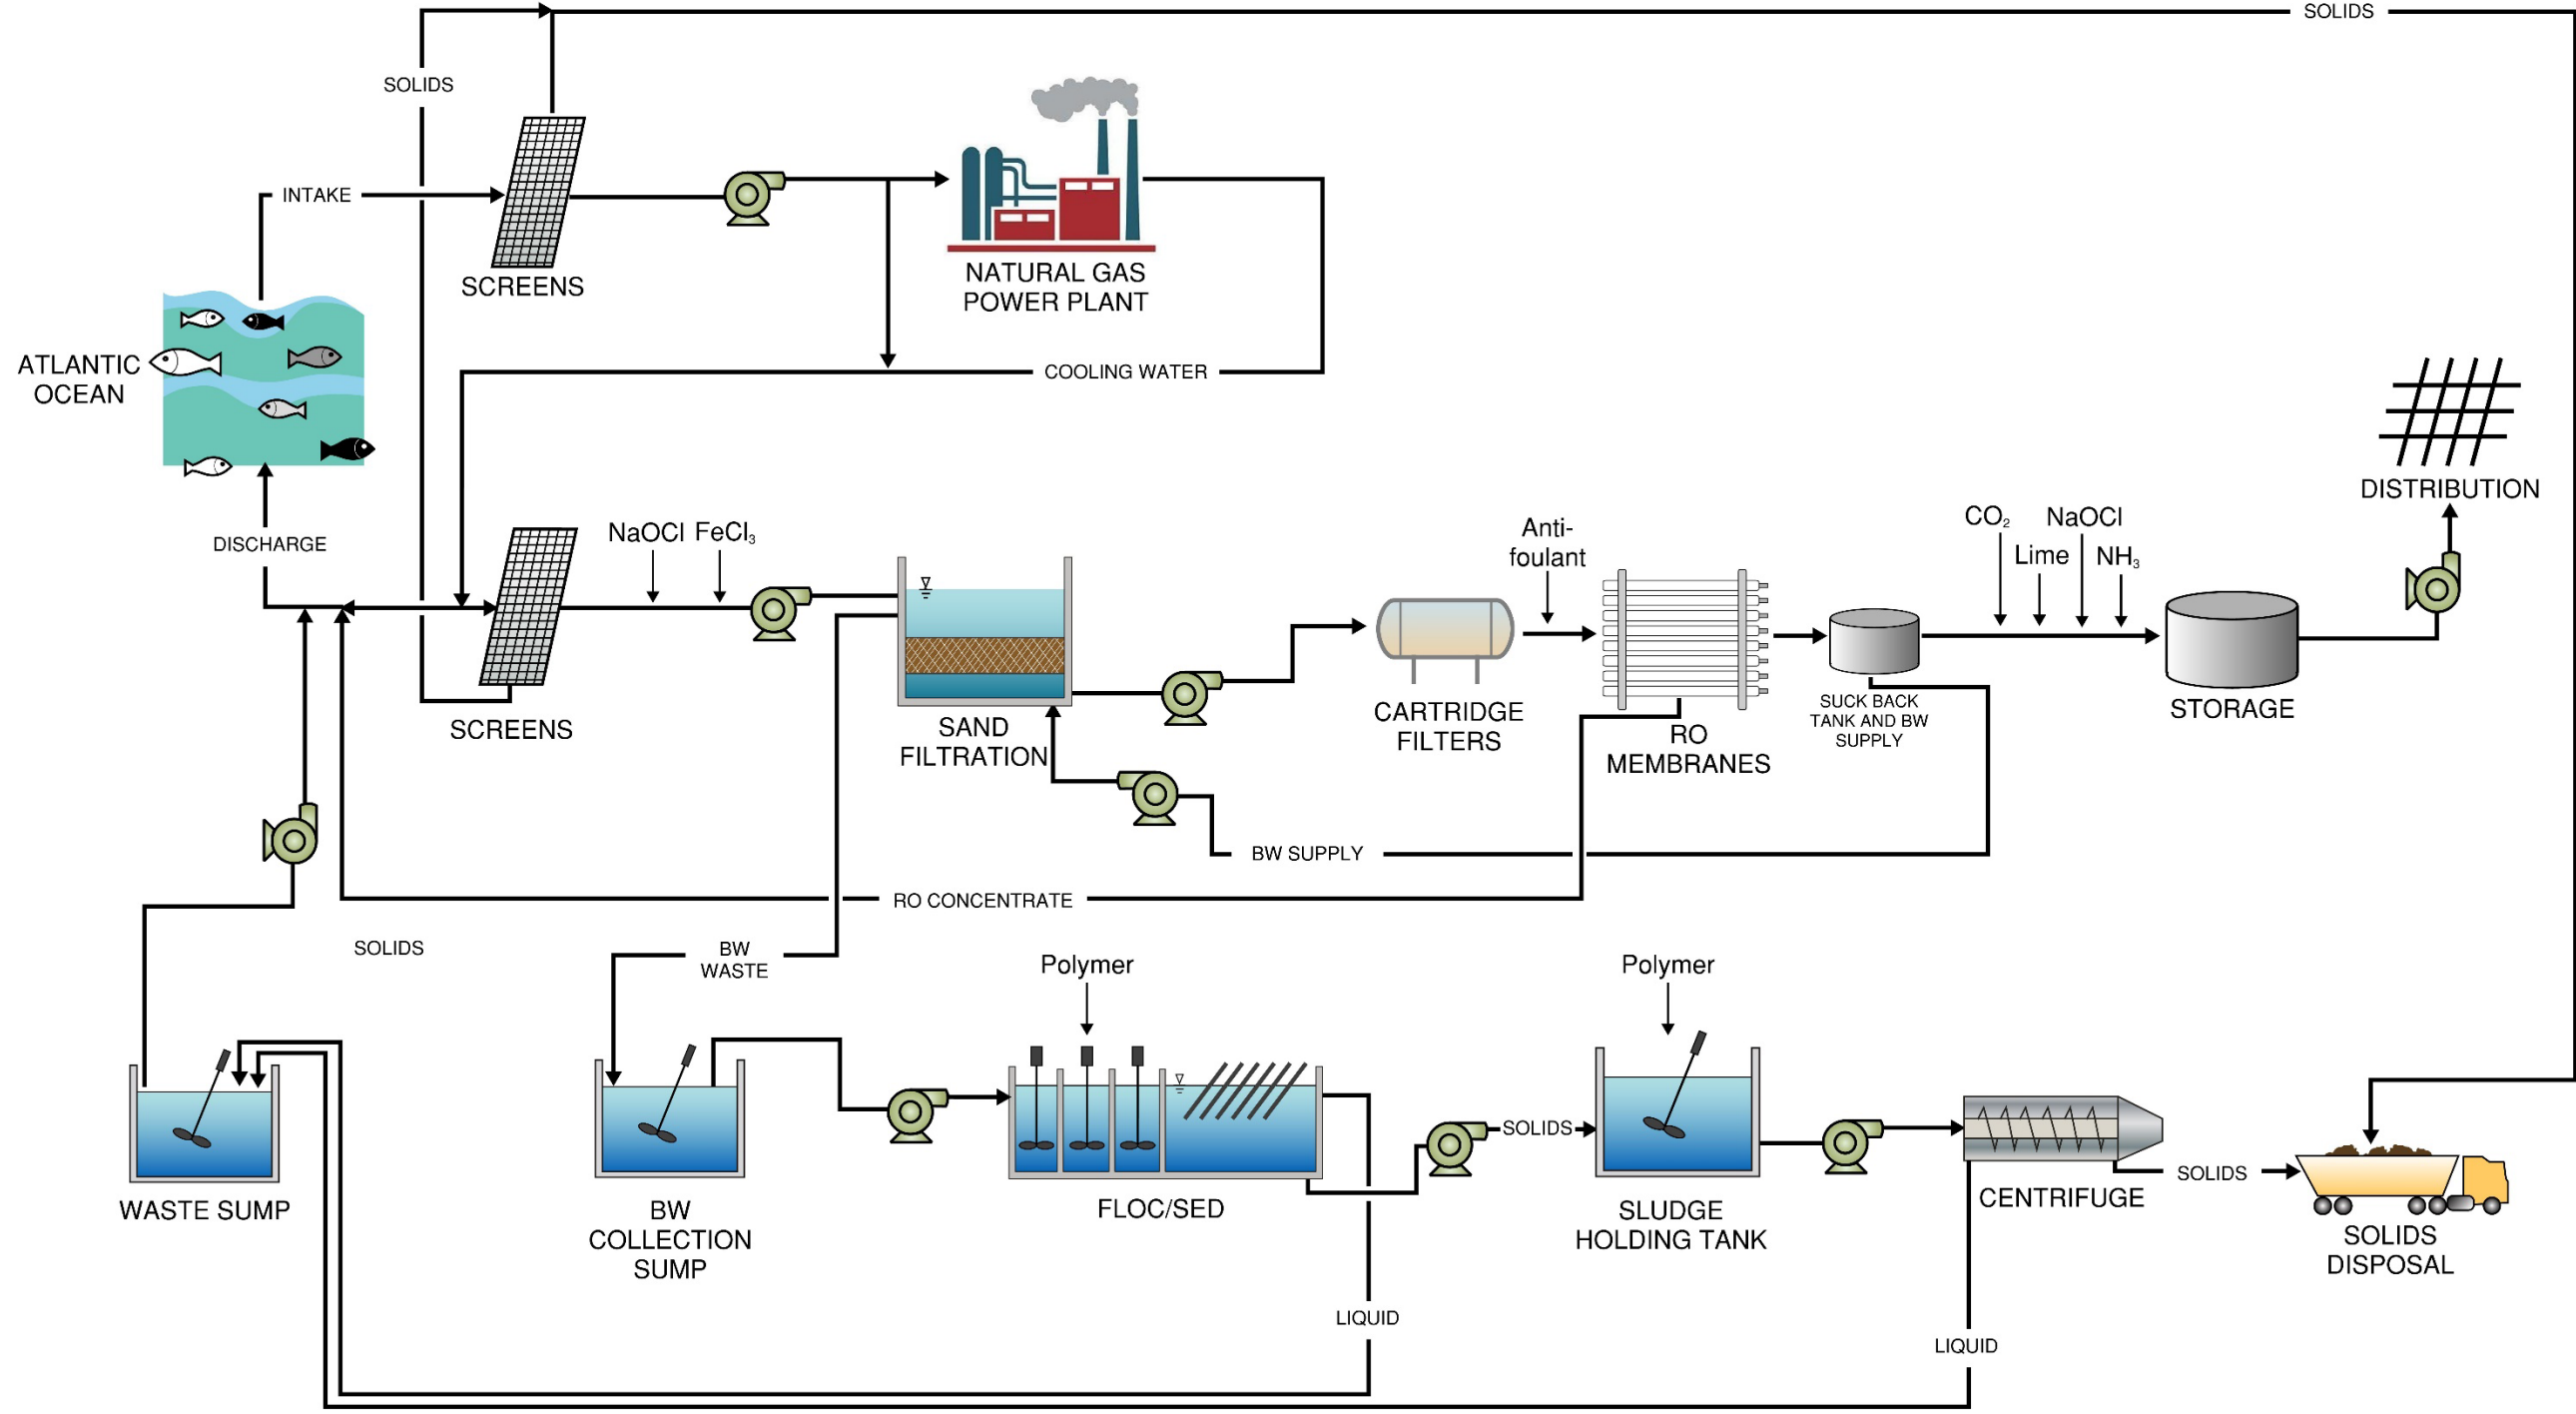 SOLIDS
SOLIDS
INTAKE
SCREENS
NATURAL GAS
POWER PLANT
ATLANTIC
OCEAN
COOLING WATER
DISTRIBUTION
DISCHARGE
NaOCl FeCl₃
Anti-
foulant
CO₂
NaOCl
Lime
NH₃
SCREENS
SAND
FILTRATION
CARTRIDGE
FILTERS
RO
MEMBRANES
SUCK BACK
TANK AND BW
SUPPLY
STORAGE
BW SUPPLY
RO CONCENTRATE
SOLIDS
BW
WASTE
Polymer
Polymer
SOLIDS
SOLIDS
WASTE SUMP
BW
COLLECTION
SUMP
FLOC/SED
SLUDGE
HOLDING TANK
CENTRIFUGE
SOLIDS
DISPOSAL
LIQUID
LIQUID